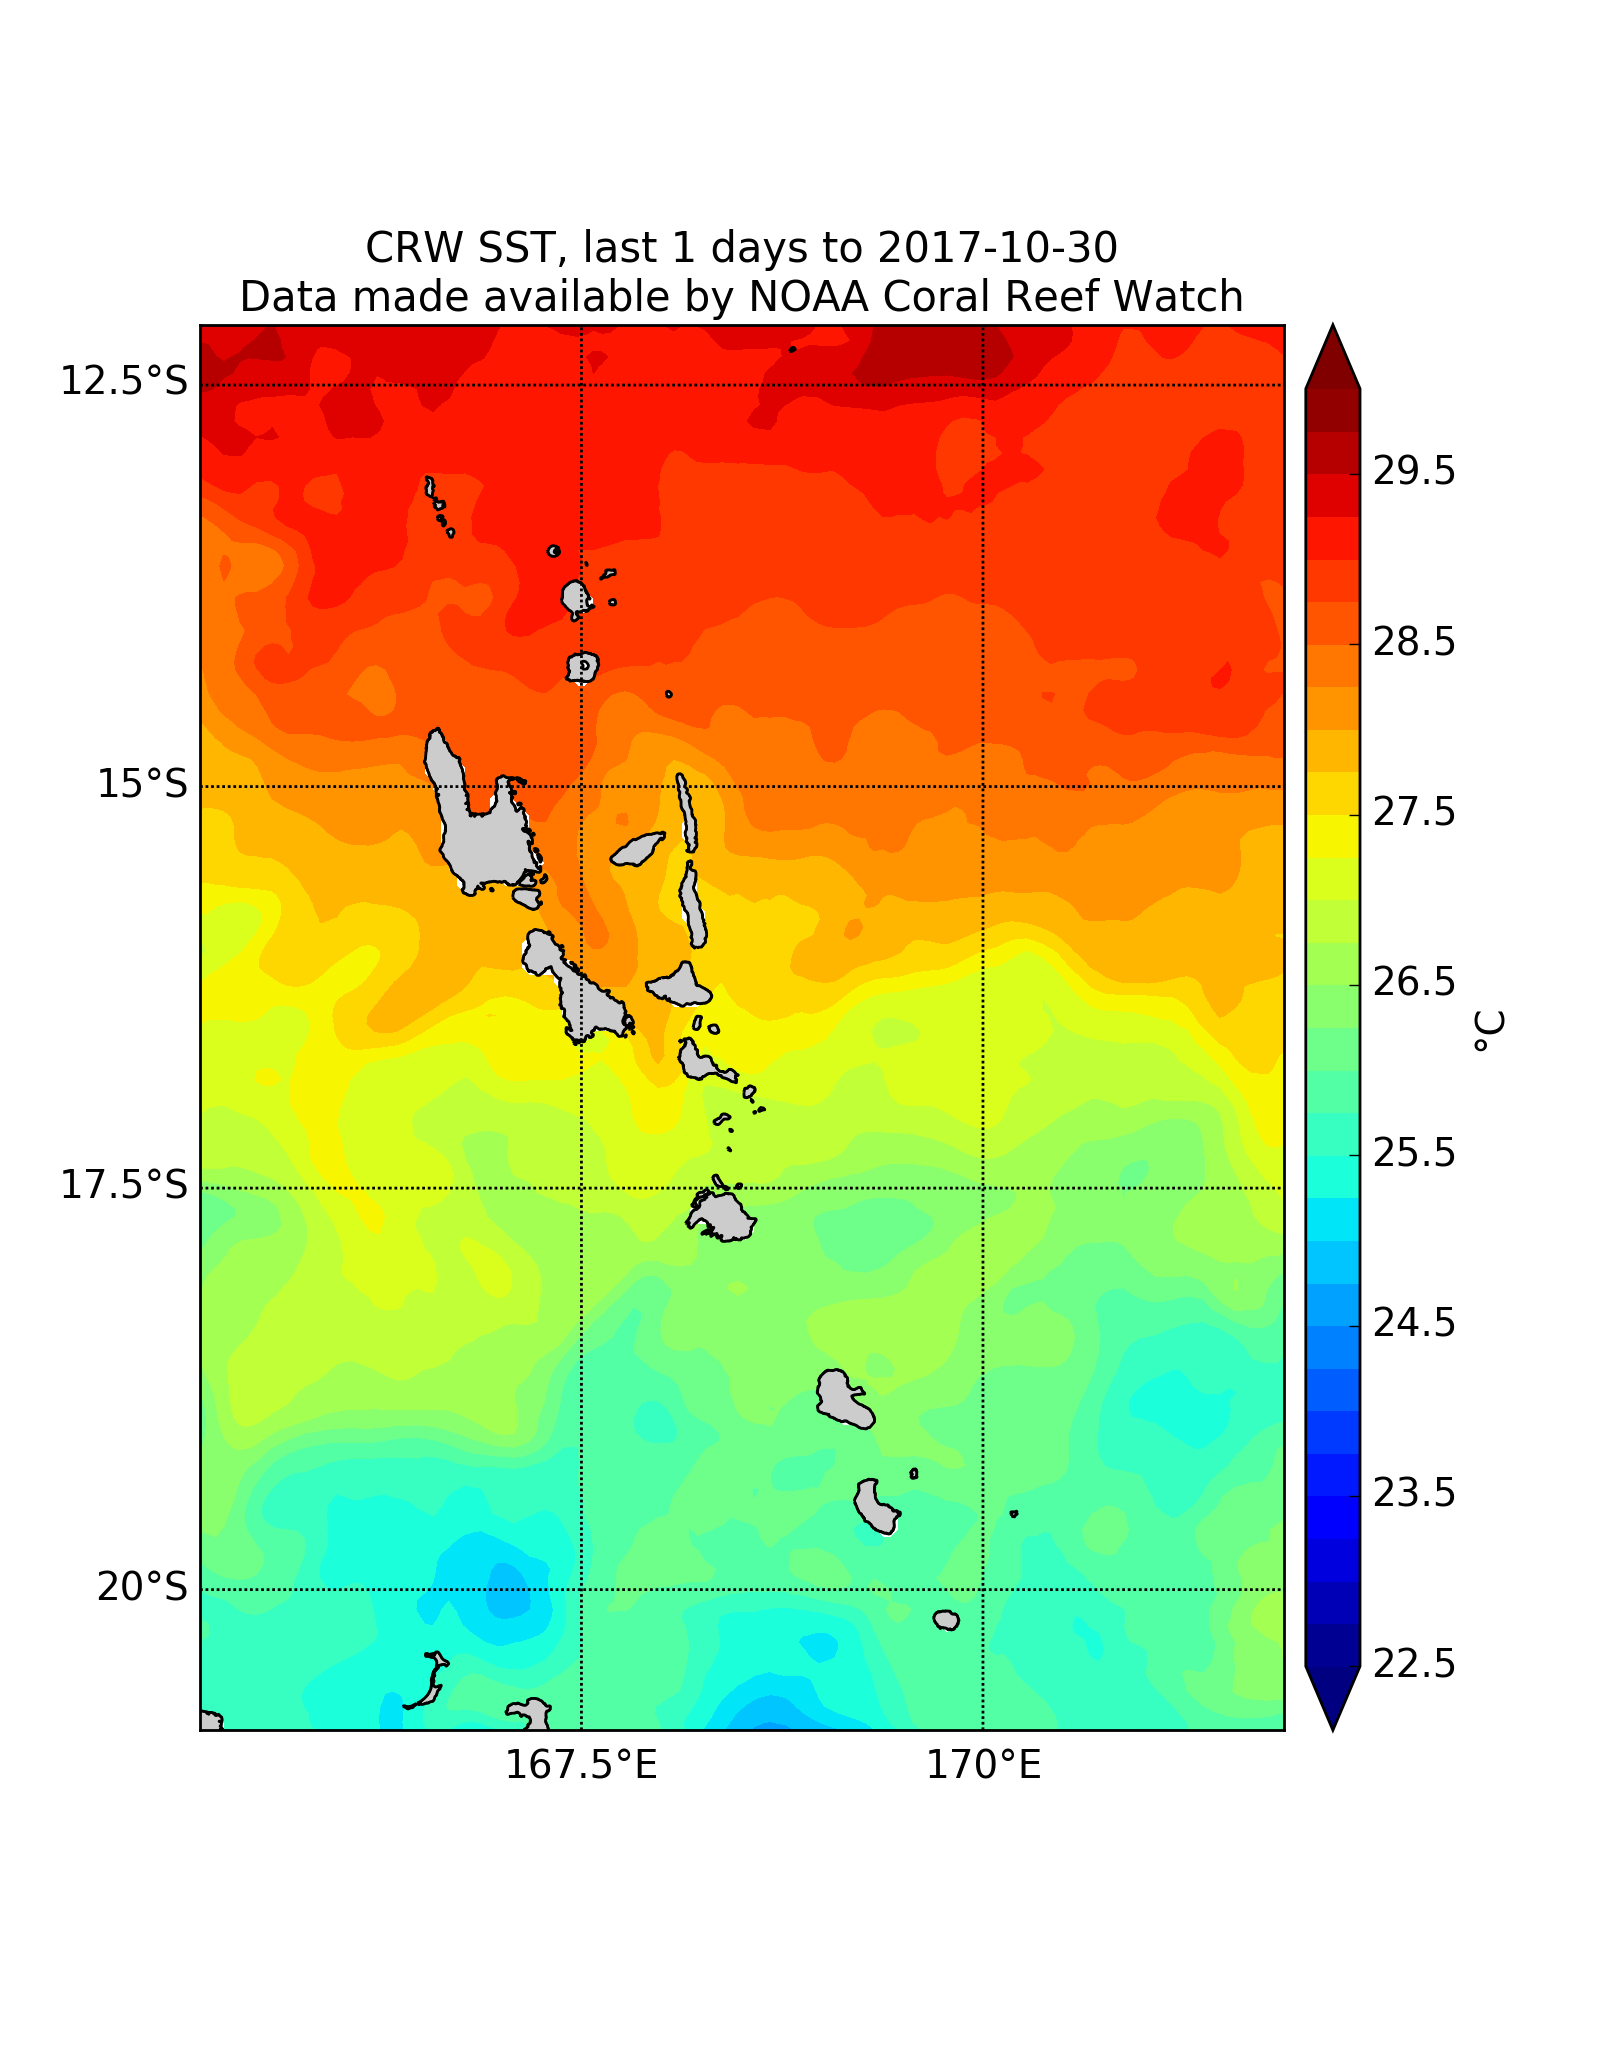 CRW SST, last 1 days to 2017-10-30
Data made available by NOAA Coral Reef Watch
12.5°S
15°S
17.5°S
20°S
167.5°E
170°E
29.5
28.5
27.5
26.5
25.5
24.5
23.5
22.5
°C